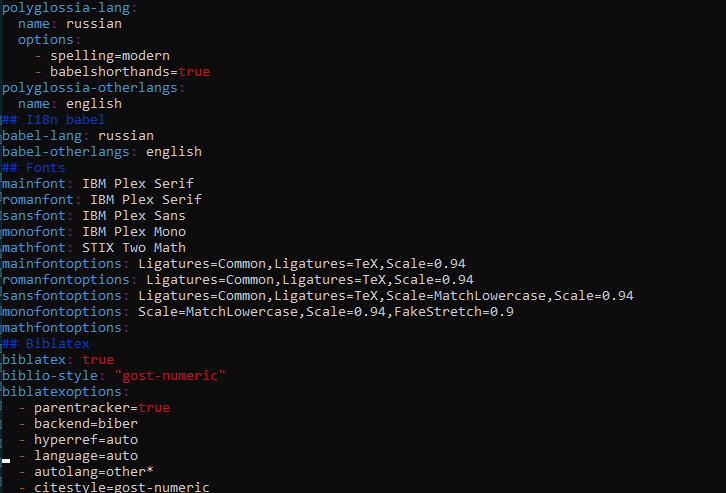 polyglossia-lang:
  name: russian
  options:
    - spelling=modern
    - babelshorthands=true
polyglossia-otherlangs:
  name: english
## I18n babel
babel-lang: russian
babel-otherlangs: english
## Fonts
mainfont: IBM Plex Serif
romanfont: IBM Plex Serif
sansfont: IBM Plex Sans
monofont: IBM Plex Mono
mathfont: STIX Two Math
mainfontoptions: Ligatures=Common,Ligatures=TeX,Scale=0.94
romanfontoptions: Ligatures=Common,Ligatures=TeX,Scale=0.94
sansfontoptions: Ligatures=Common,Ligatures=TeX,Scale=MatchLowercase,Scale=0.94
monofontoptions: Scale=MatchLowercase,Scale=0.94,FakeStretch=0.9
mathfontoptions:
## Biblatex
biblatex: true
biblio-style: "gost-numeric"
biblatexoptions:
  - parentracker=true
  - backend=biber
  - hyperref=auto
  - language=auto
  - autolang=other*
  - citestyle=gost-numeric